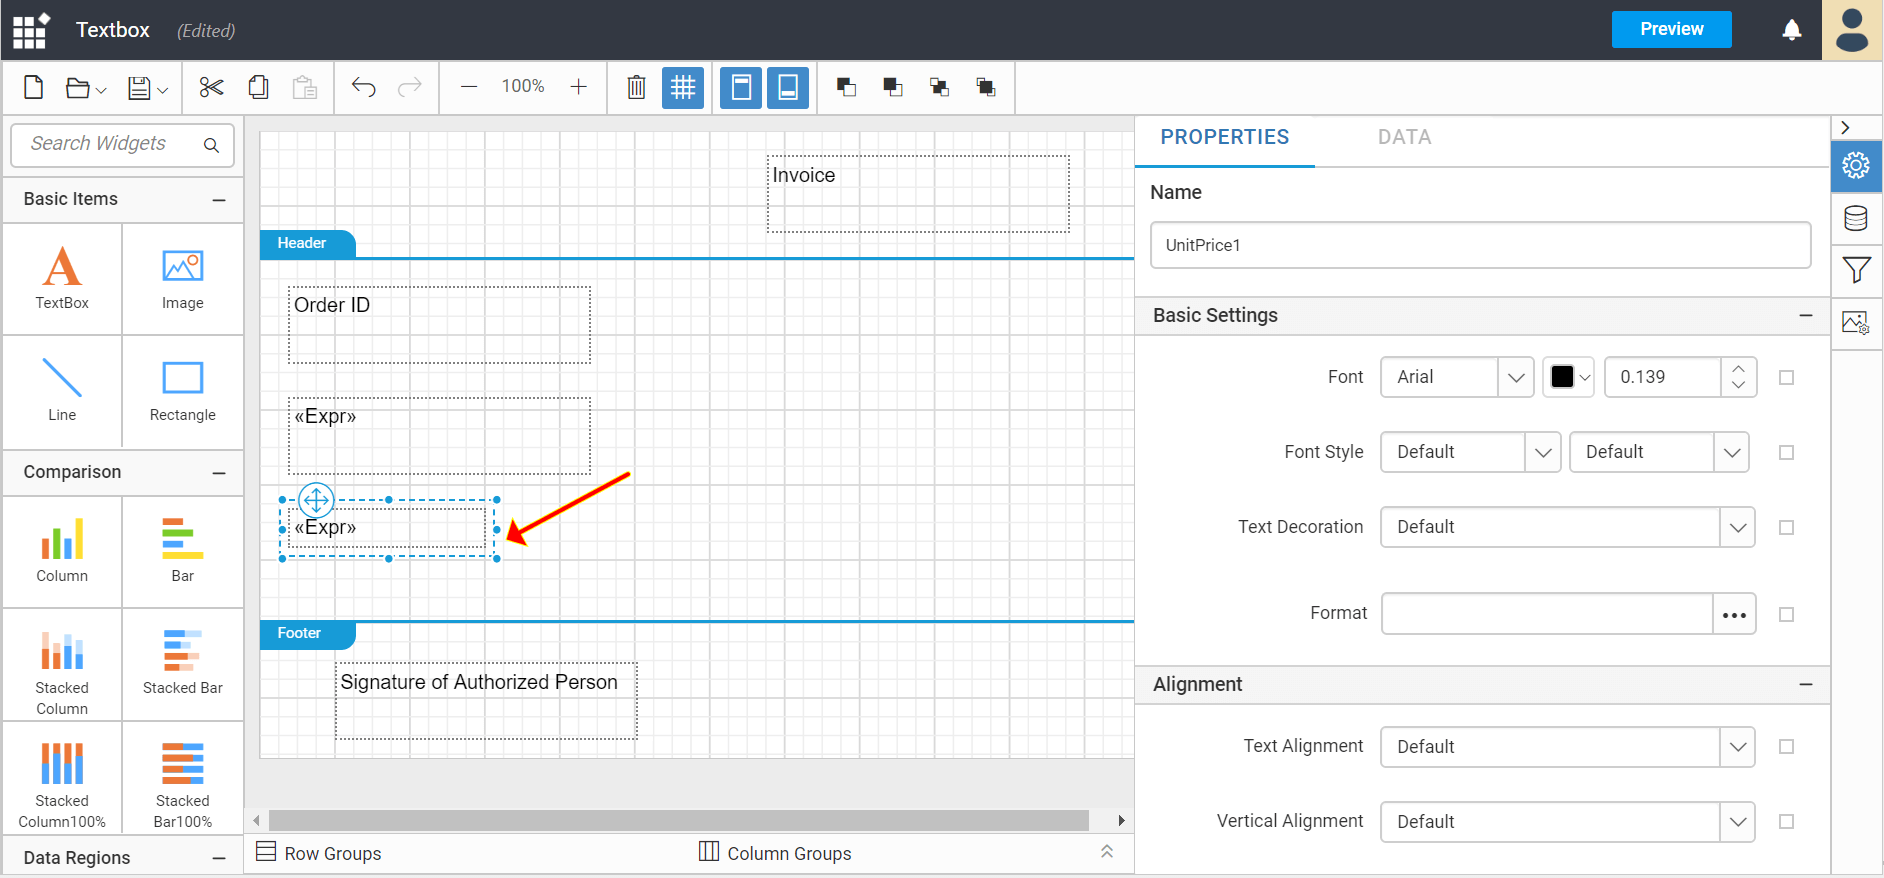 Textbox (Edited)
Preview
100%
Search Widgets
Basic Items
TextBox
Image
Line
Rectangle
Comparison
Column
Bar
Stacked
Column
Stacked Bar
Stacked
Column100%
Stacked
Bar100%
Data Regions
Invoice
Header
Order ID
«Expr»
«Expr»
Footer
Signature of Authorized Person
Row Groups
Column Groups
PROPERTIES
DATA
Name
UnitPrice1
Basic Settings
Font
Arial
0.139
Font Style
Default
Default
Text Decoration
Default
Format
Alignment
Text Alignment
Default
Vertical Alignment
Default